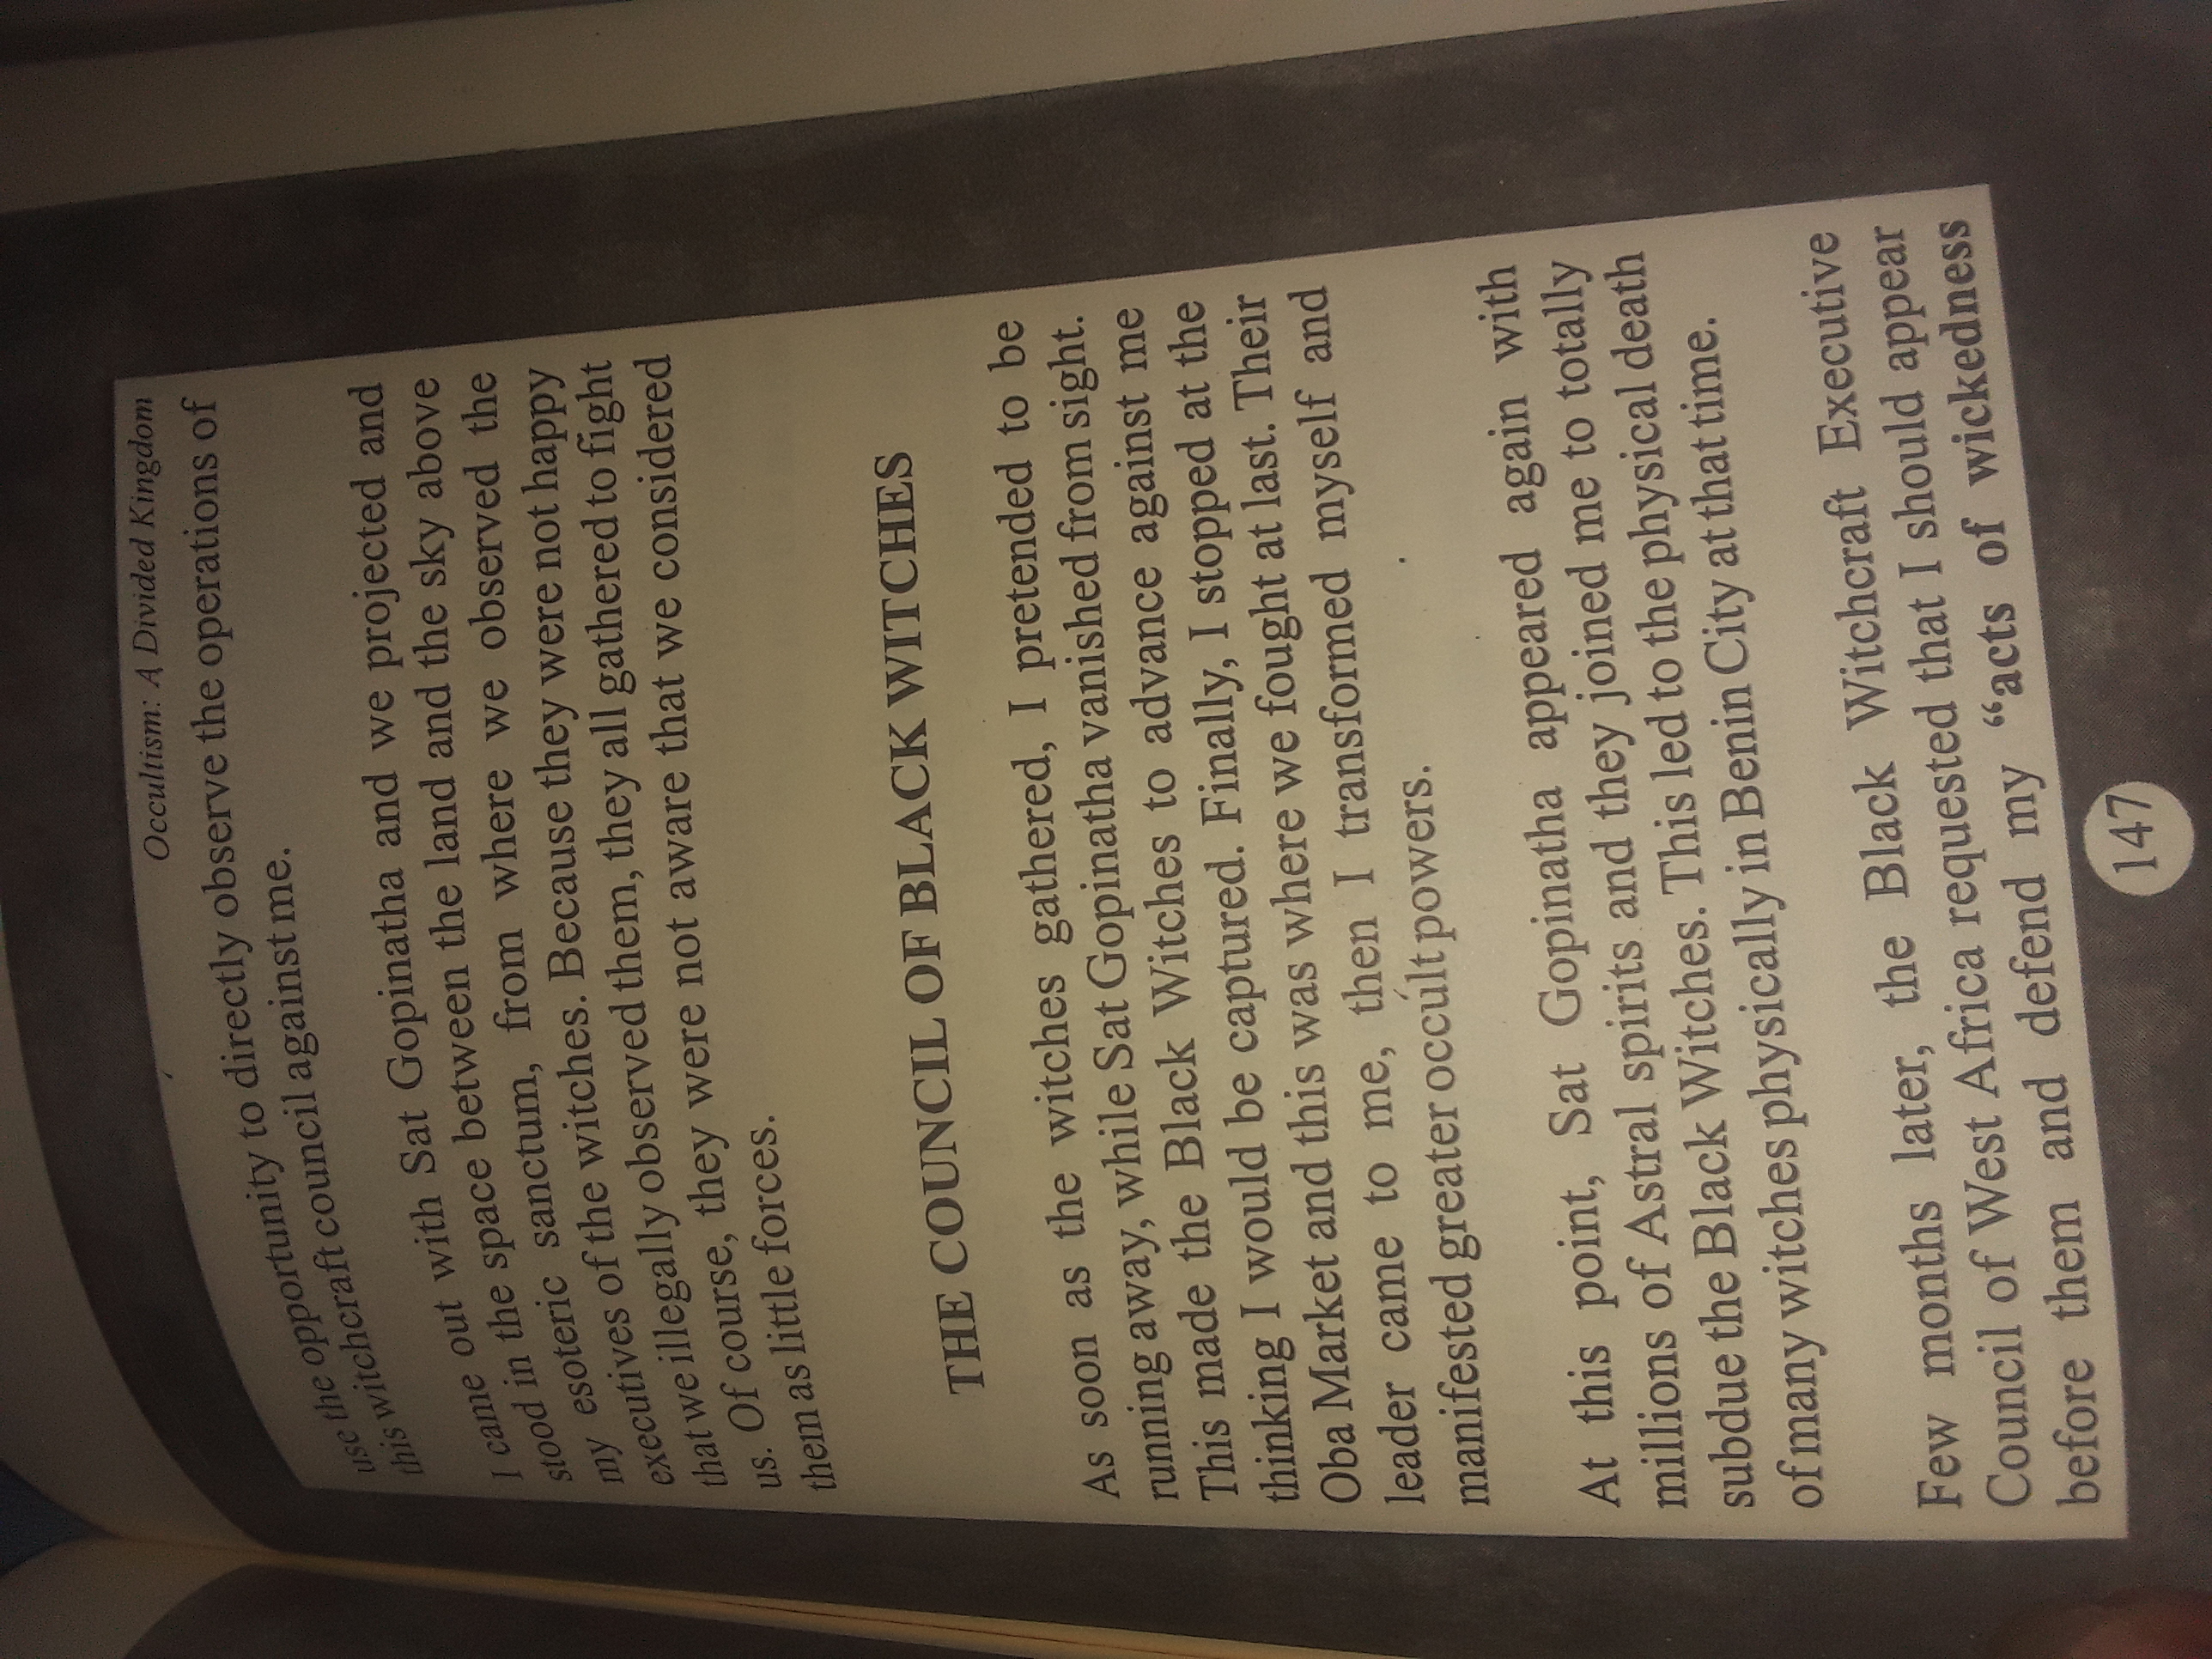 Occultism: A Divided Kingdom
use the opportunity to directly observe the operations of
this witchcraft council against me.
I came out with Sat Gopinatha and we projected and
stood in the space between the land and the sky above
my esoteric sanctum, from where we observed the
executives of the witches. Because they were not happy
that we illegally observed them, they all gathered to fight
us. Of course, they were not aware that we considered
them as little forces.
THE COUNCIL OF BLACK WITCHES
As soon as the witches gathered, I pretended to be
running away, while Sat Gopinatha vanished from sight.
This made the Black Witches to advance against me
thinking I would be captured. Finally, I stopped at the
Oba Market and this was where we fought at last. Their
leader came to me, then I transformed myself and
manifested greater occult powers.
At this point, Sat Gopinatha appeared again with
millions of Astral spirits and they joined me to totally
subdue the Black Witches. This led to the physical death
of many witches physically in Benin City at that time.
Few months later, the Black Witchcraft Executive
Council of West Africa requested that I should appear
before them and defend my “acts of wickedness
147